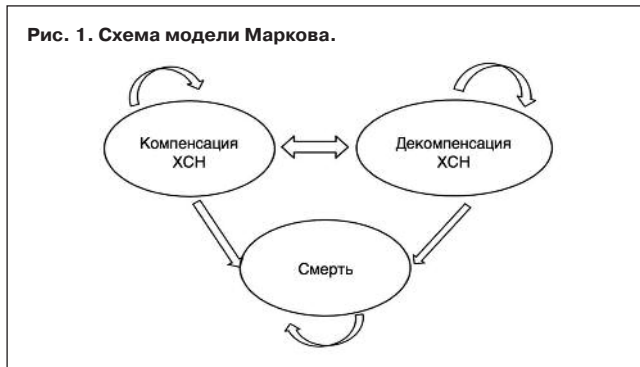 Рис. 1. Схема модели Маркова.
Компенсация
ХСН
Декомпенсация
ХСН
Смерть